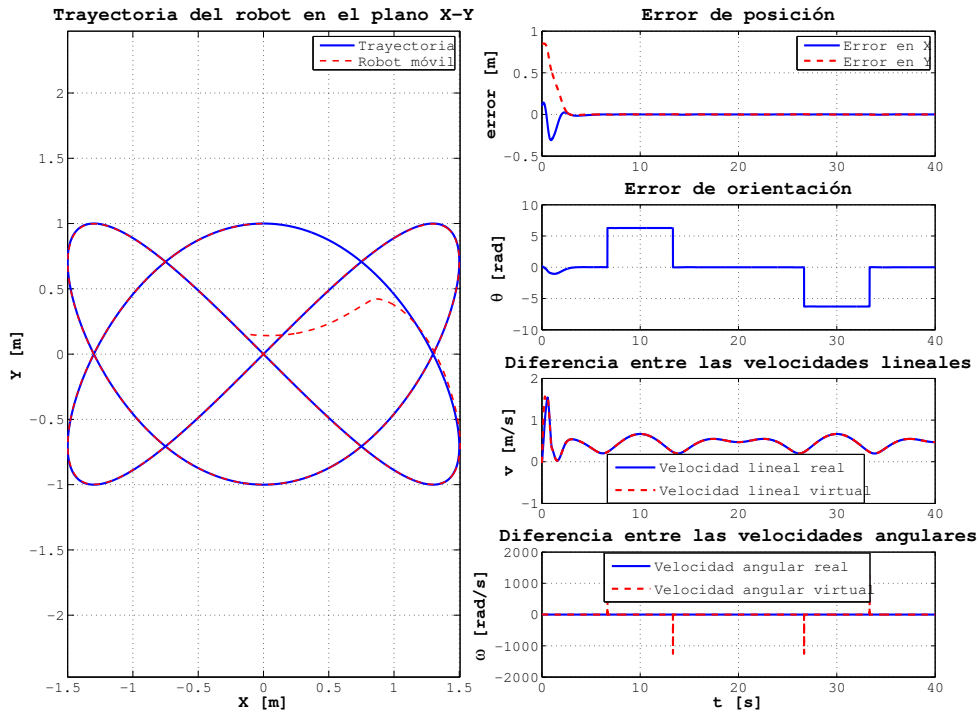 Trayectoria del robot en el plano X-Y
Trayectoria
Robot móvil
2
1.5
1
0.5
0
-0.5
-1
-1.5
-2
Y [m]
-1.5 -1 -0.5 0 0.5 1 1.5
X [m]
Error de posición
Error en X
Error en Y
1
0.5
0
-0.5
error [m]
0 10 20 30 40
Error de orientación
10
5
0
-5
-10
θ [rad]
0 10 20 30 40
Diferencia entre las velocidades lineales
2
1
0
-1
v [m/s]
Velocidad lineal real
Velocidad lineal virtual
0 10 20 30 40
Diferencia entre las velocidades angulares
2000
1000
0
-1000
-2000
ω [rad/s]
Velocidad angular real
Velocidad angular virtual
0 10 20 30 40
t [s]